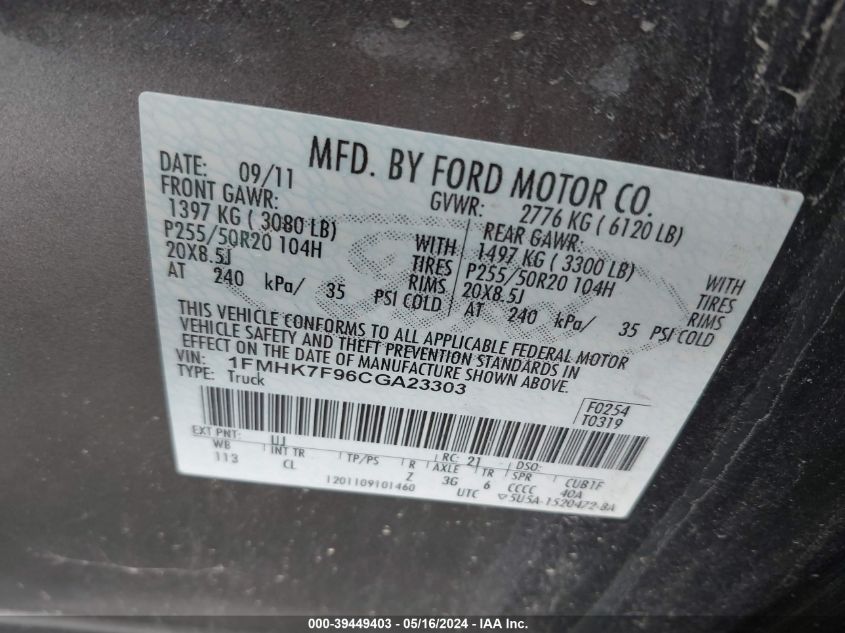 MFD. BY FORD MOTOR CO.
DATE: 09/11 GVWR: 2776 KG ( 6120 LB)
FRONT GAWR: REAR GAWR:
1397 KG ( 3080 LB) WITH 1497 KG ( 3300 LB) WITH
P255/50R20 104H TIRES P255/50R20 104H TIRES
20X8.5J RIMS 20X8.5J RIMS
AT 240 kPa/ 35 PSI COLD AT 240 kPa/ 35 PSI COLD
THIS VEHICLE CONFORMS TO ALL APPLICABLE FEDERAL MOTOR
VEHICLE SAFETY AND THEFT PREVENTION STANDARDS IN
EFFECT ON THE DATE OF MANUFACTURE SHOWN ABOVE.
VIN: 1FMHK7F96CGA23303
TYPE: Truck
F0254
T0319
EXT PNT: UJ RC: 21 DSO:
WB INT TR TP/PS R AXLE TR SPR CUBTF
113 CL Z 3G 6 CCCC 40A
1201109101460 UTC ▽5U5A-1520472-BA
000-39449403 - 05/16/2024 - IAA Inc.